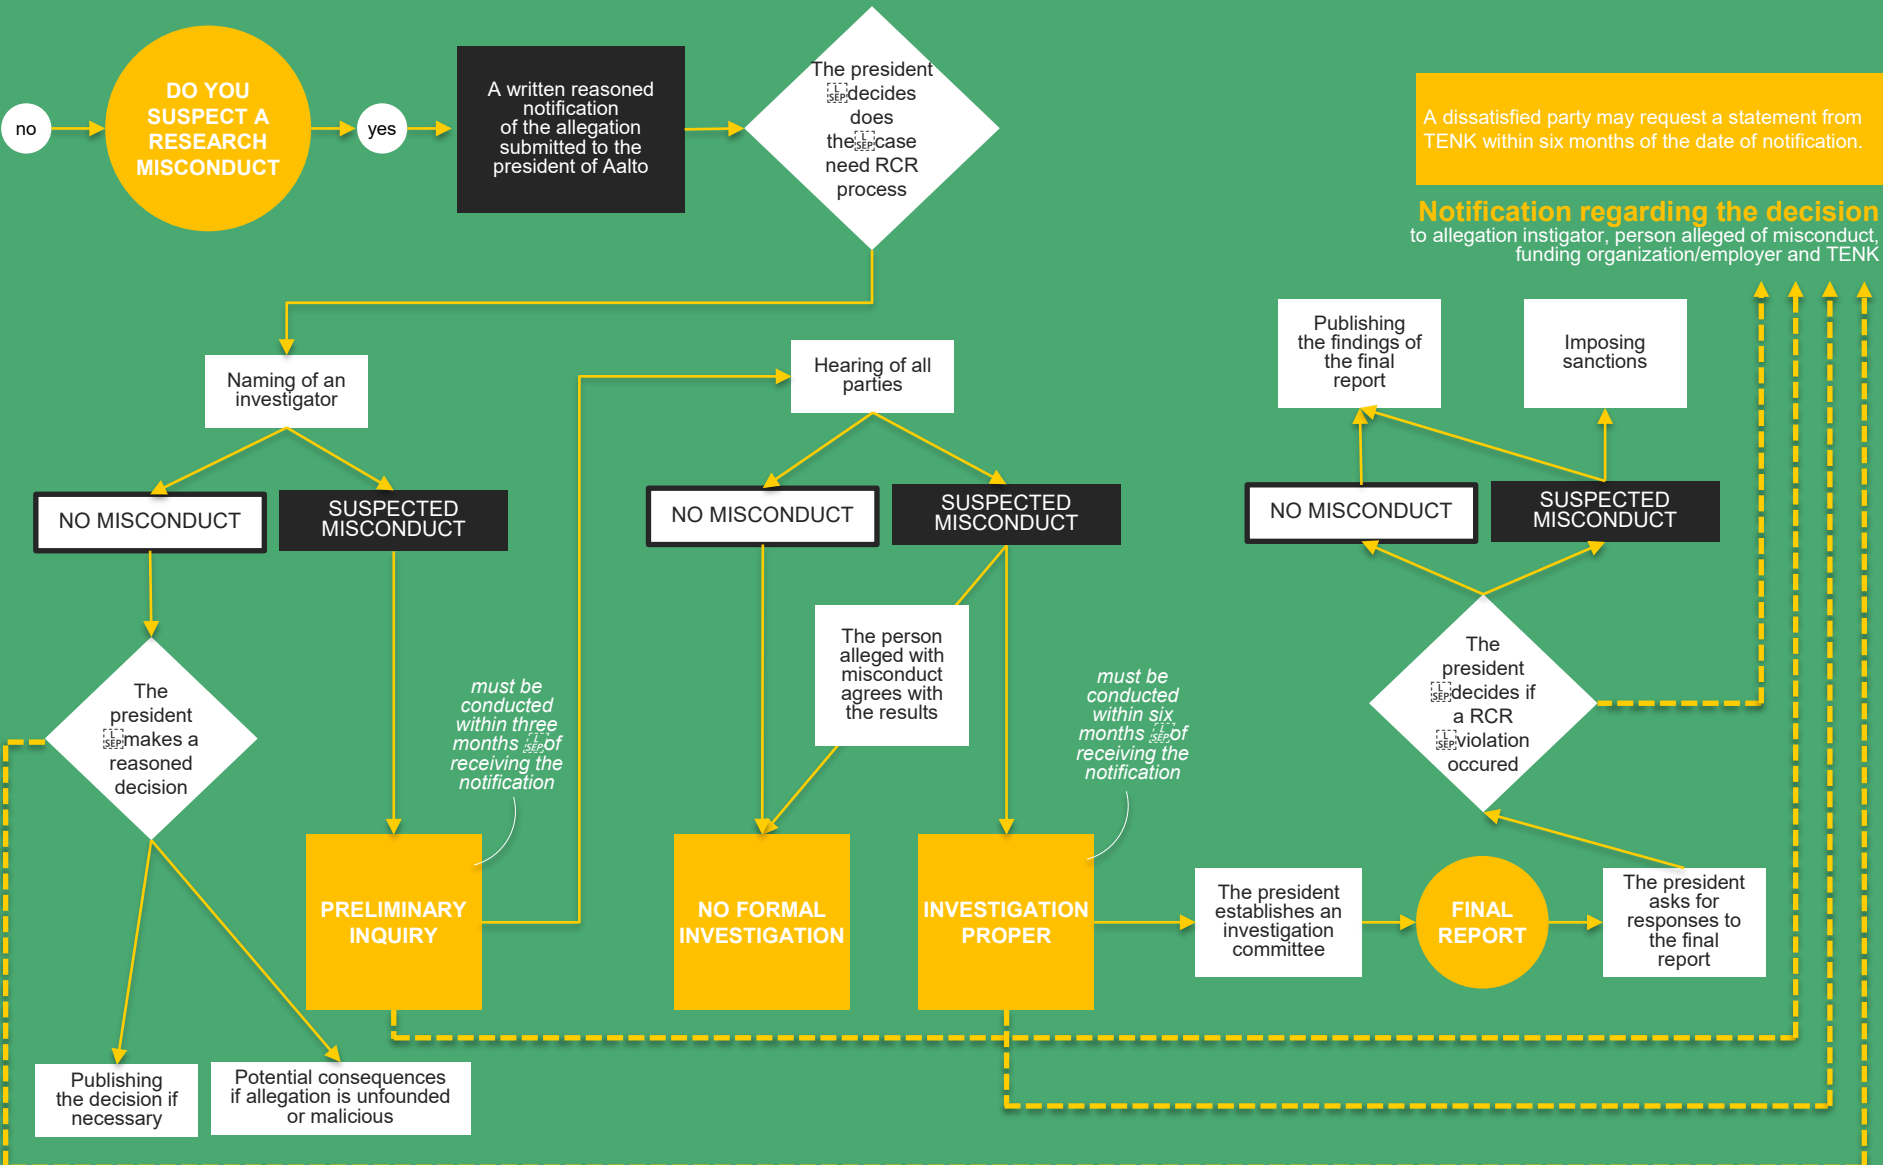 no
DO YOU
SUSPECT A
RESEARCH
MISCONDUCT
yes
A written reasoned
notification
of the allegation
submitted to the
president of Aalto
The president
L SEP decides
does
the L SEP case
need RCR
process
A dissatisfied party may request a statement from
TENK within six months of the date of notification.
Notification regarding the decision
to allegation instigator, person alleged of misconduct,
funding organization/employer and TENK
Naming of an
investigator
NO MISCONDUCT
SUSPECTED
MISCONDUCT
The
president
L SEP makes a
reasoned
decision
must be
conducted
within three
months L SEP of
receiving the
notification
PRELIMINARY
INQUIRY
Publishing
the decision if
necessary
Potential consequences
if allegation is unfounded
or malicious
Hearing of all
parties
NO MISCONDUCT
SUSPECTED
MISCONDUCT
The person
alleged with
misconduct
agrees with
the results
must be
conducted
within six
months L SEP of
receiving the
notification
NO FORMAL
INVESTIGATION
INVESTIGATION
PROPER
The president
establishes an
investigation
committee
FINAL
REPORT
The president
asks for
responses to
the final
report
The
president
L SEP decides if
a RCR
L SEP violation
occured
NO MISCONDUCT
SUSPECTED
MISCONDUCT
Publishing
the findings of
the final
report
Imposing
sanctions